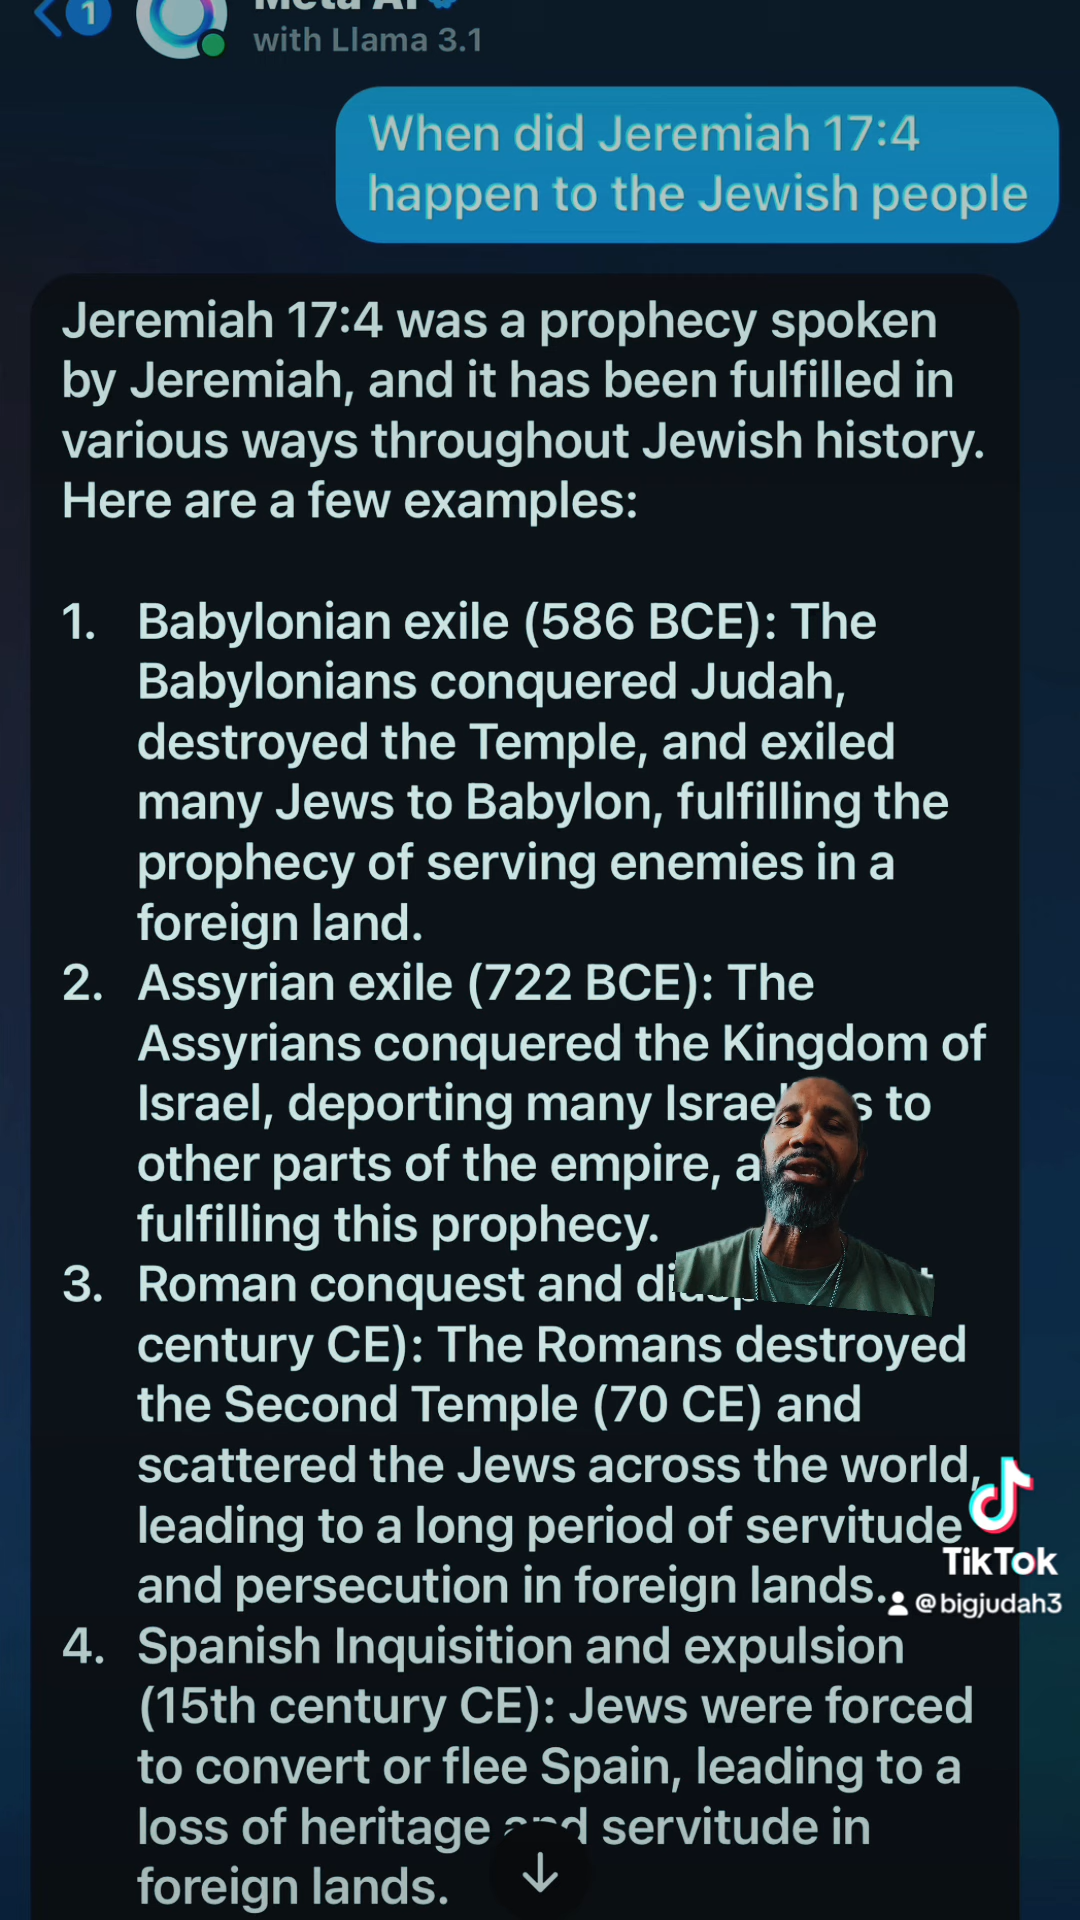 1
with Llama 3.1
When did Jeremiah 17:4
happen to the Jewish people
Jeremiah 17:4 was a prophecy spoken
by Jeremiah, and it has been fulfilled in
various ways throughout Jewish history.
Here are a few examples:
1. Babylonian exile (586 BCE): The
Babylonians conquered Judah,
destroyed the Temple, and exiled
many Jews to Babylon, fulfilling the
prophecy of serving enemies in a
foreign land.
2. Assyrian exile (722 BCE): The
Assyrians conquered the Kingdom of
Israel, deporting many to
other parts of the empire,
fulfilling this prophecy.
3. Roman conquest and
century CE): The Romans destroyed
the Second Temple (70 CE) and
scattered the Jews across the world,
leading to a long period of servitude
and persecution in foreign lands.
4. Spanish Inquisition and expulsion
(15th century CE): Jews were forced
to convert or flee Spain, leading to a
loss of heritage and servitude in
foreign lands.
TikTok
@bigjudah3